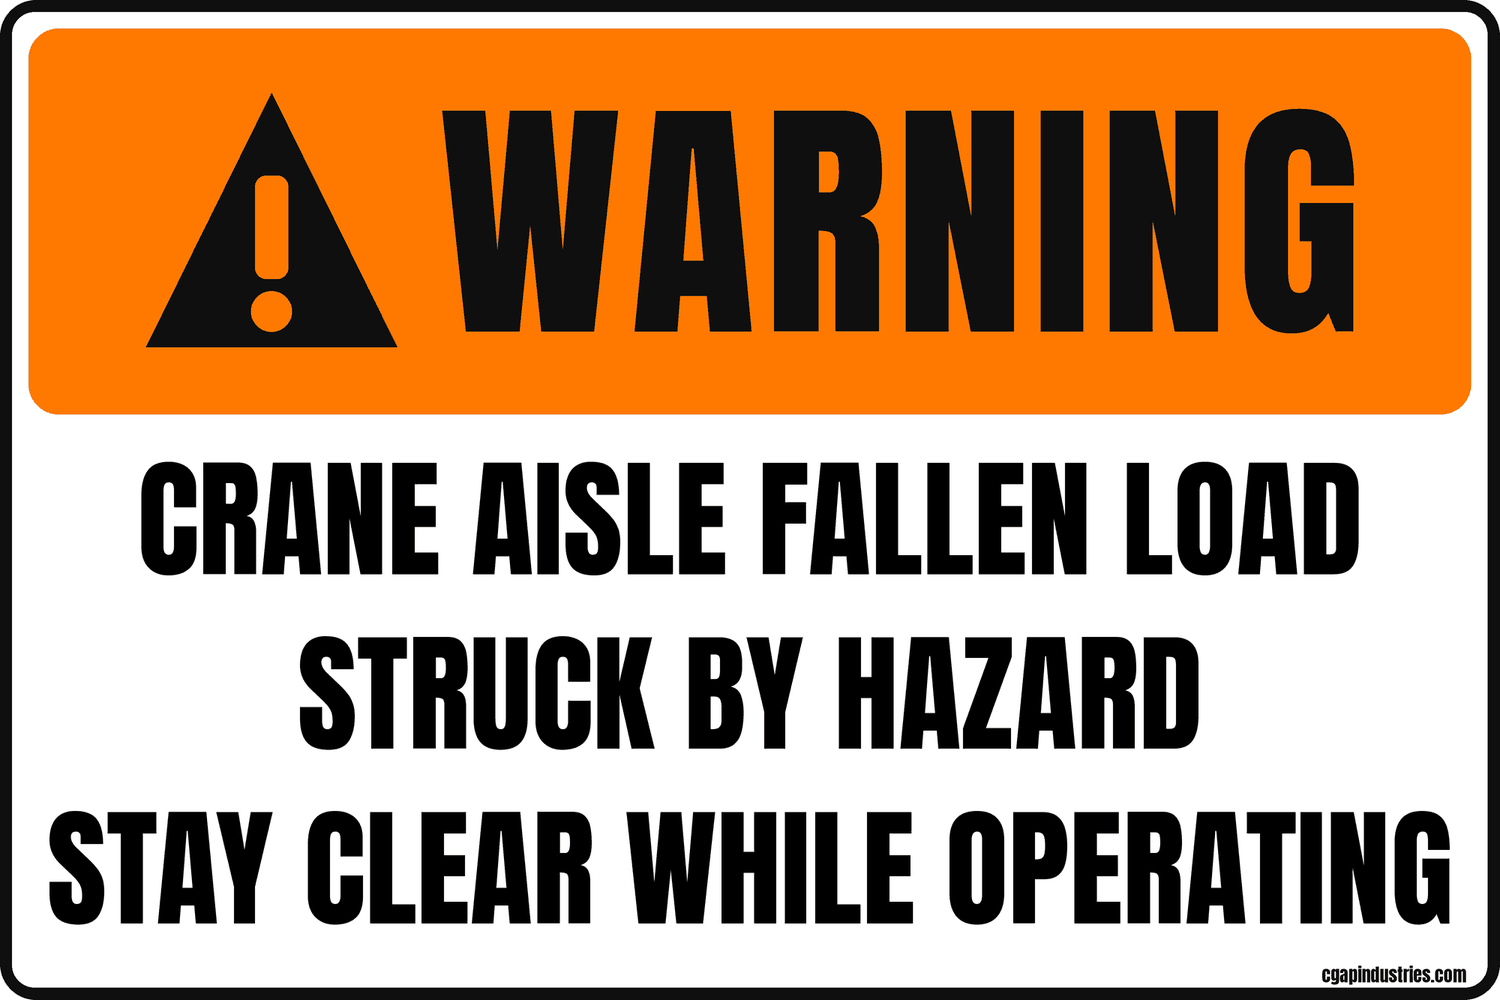 WARNING
CRANE AISLE FALLEN LOAD
STRUCK BY HAZARD
STAY CLEAR WHILE OPERATING
cgapindustries.com